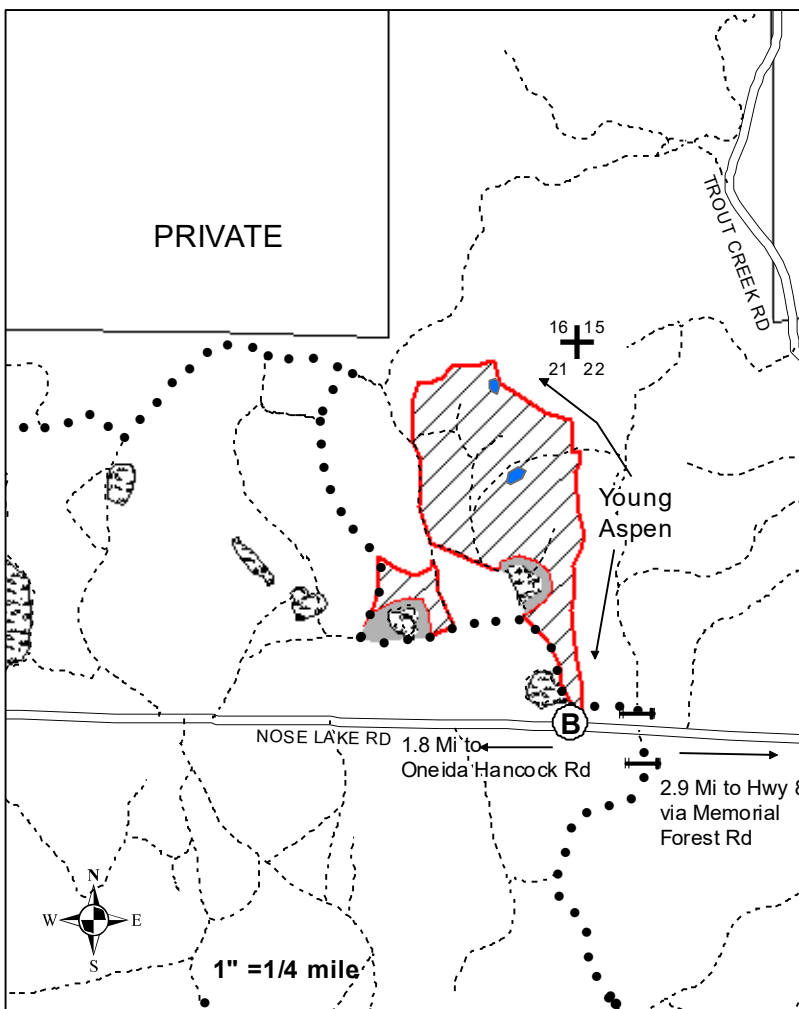 PRIVATE
TROUT CREEK RD
16 15
21 22
Young
Aspen
B
NOSE LAKE RD
1.8 Mi to
Oneida Hancock Rd
2.9 Mi to Hwy 8
via Memorial
Forest Rd
N
W E
S
1" =1/4 mile